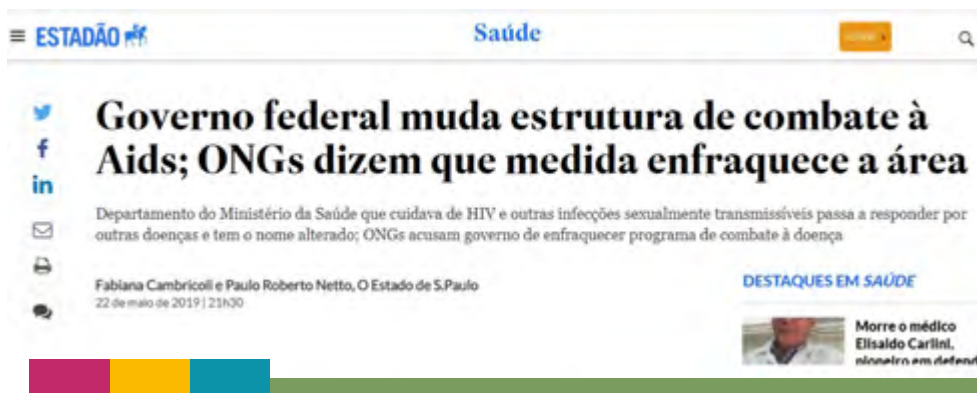 ESTADÃO
Saúde
Governo federal muda estrutura de combate à
Aids; ONGs dizem que medida enfraquece a área
Departamento do Ministério da Saúde que cuidava de HIV e outras infecções sexualmente transmissíveis passa a responder por
outras doenças e tem o nome alterado; ONGs acusam governo de enfraquecer programa de combate à doença
Fabiana Cambricoli e Paulo Roberto Netto, O Estado de S.Paulo
22 de maio de 2019 | 21h30
DESTAQUES EM SAÚDE
Morre o médico
Elisaldo Carlini,
pioneiro em defend